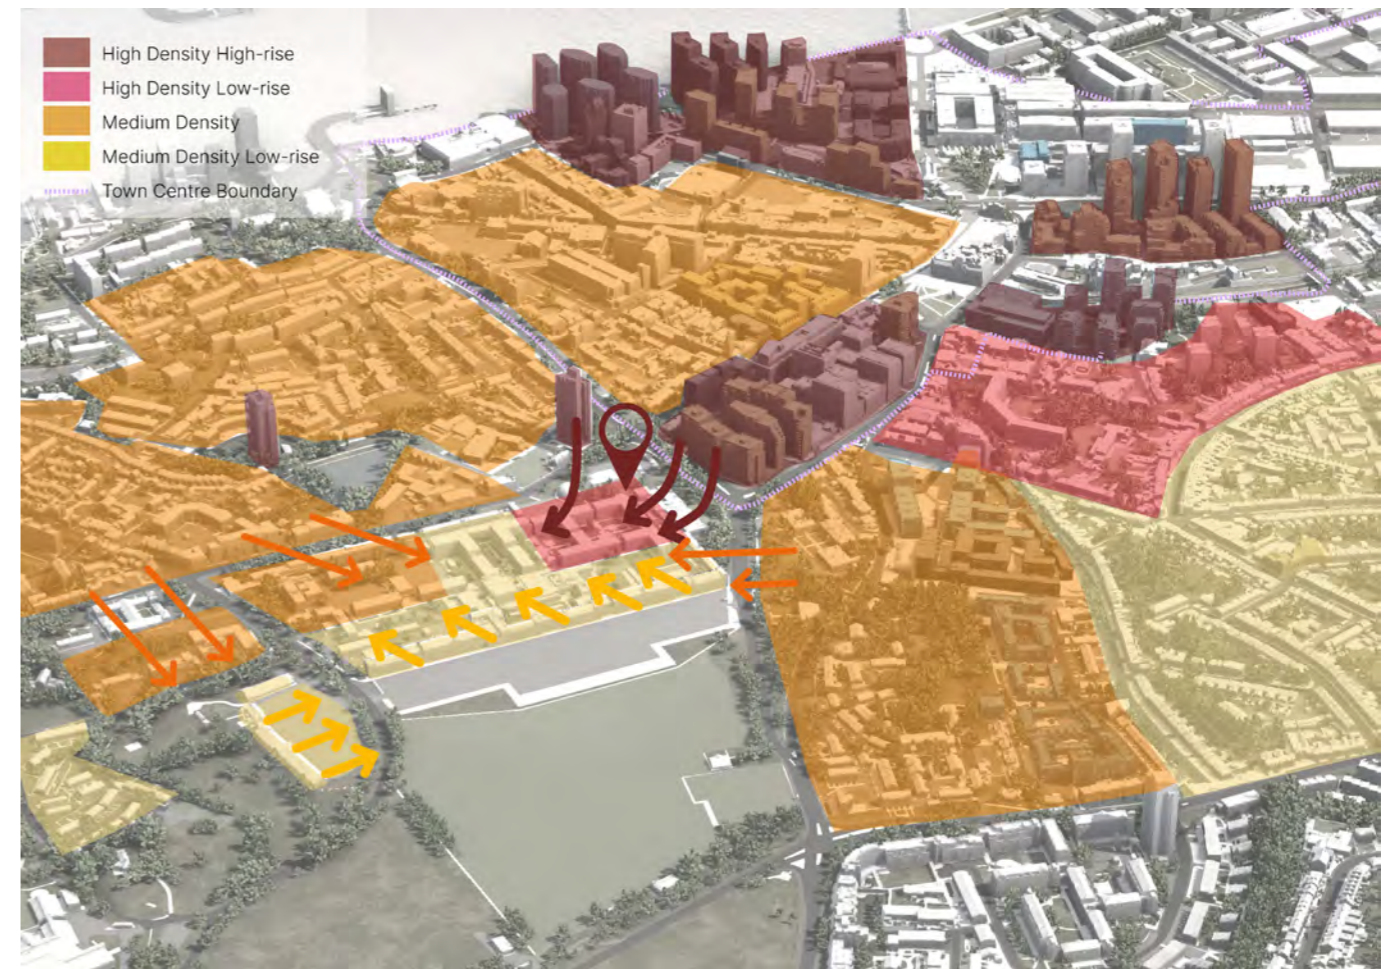 High Density High-rise
High Density Low-rise
Medium Density
Medium Density Low-rise
Town Centre Boundary